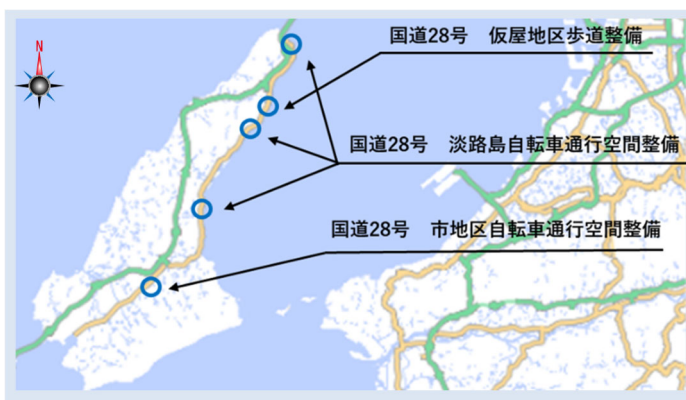 国道28号　仮屋地区歩道整備
N
国道28号　淡路島自転車通行空間整備
国道28号　市地区自転車通行空間整備